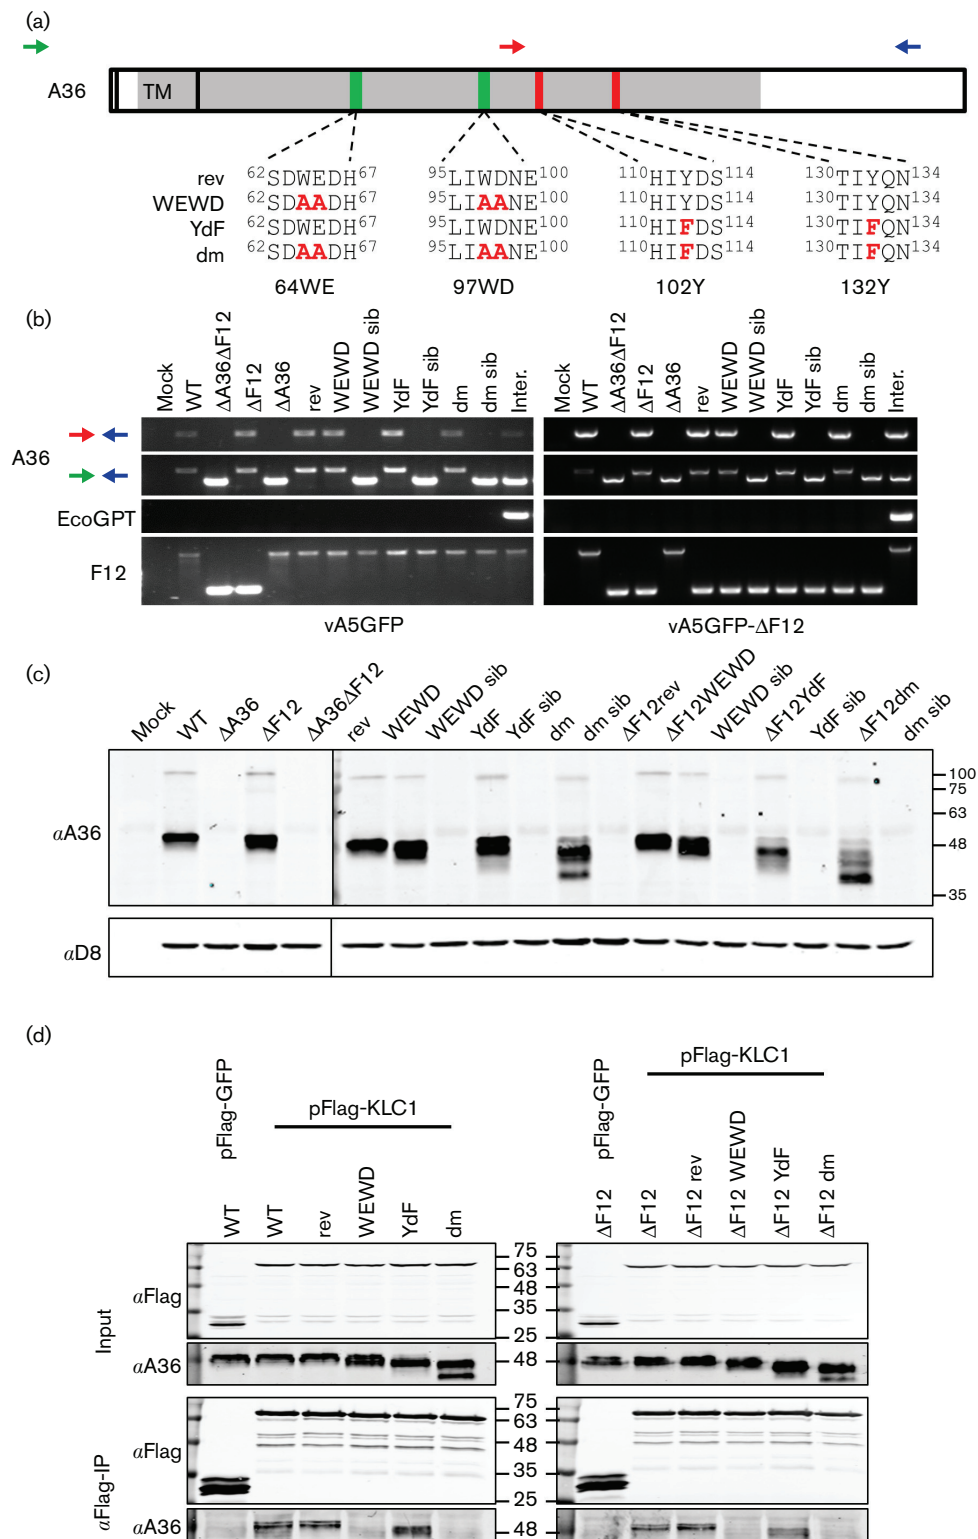 (a)
A36
TM
rev 62SDWEDH67 95LIWDNE100 110HIYDS114 130TIYQN134
WEWD 62SDAADH67 95LIAANE100 110HIYDS114 130TIYQN134
YdF 62SDWEDH67 95LIWDNE100 110HIFDS114 130TIFQN134
dm 62SDAADH67 95LIAANE100 110HIFDS114 130TIFQN134
64WE 97WD 102Y 132Y
(b)
Mock WT ΔA36ΔF12 ΔF12 ΔA36 rev WEWD WEWD sib YdF YdF sib dm dm sib Inter.
Mock WT ΔA36ΔF12 ΔF12 ΔA36 rev WEWD WEWD sib YdF YdF sib dm dm sib Inter.
A36
EcoGPT
F12
vA5GFP vA5GFP-ΔF12
(c)
Mock WT ΔA36 ΔF12 ΔA36ΔF12 rev WEWD WEWD sib YdF YdF sib dm dm sib ΔF12rev ΔF12WEWD WEWD sib ΔF12YdF YdF sib ΔF12dm dm sib
αA36
100
75
63
48
35
αD8
(d)
pFlag-GFP pFlag-KLC1
WT WT rev WEWD YdF dm
pFlag-GFP pFlag-KLC1
ΔF12 ΔF12 ΔF12 rev ΔF12 WEWD ΔF12 YdF ΔF12 dm
Input
αFlag
75
63
48
35
25
αA36
48
αFlag-IP
αFlag
75
63
48
35
25
αA36
48